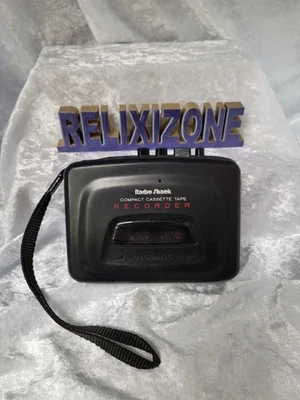 RELIXIZONE
Radio Shack
COMPACT CASSETTE TAPE
RECORDER